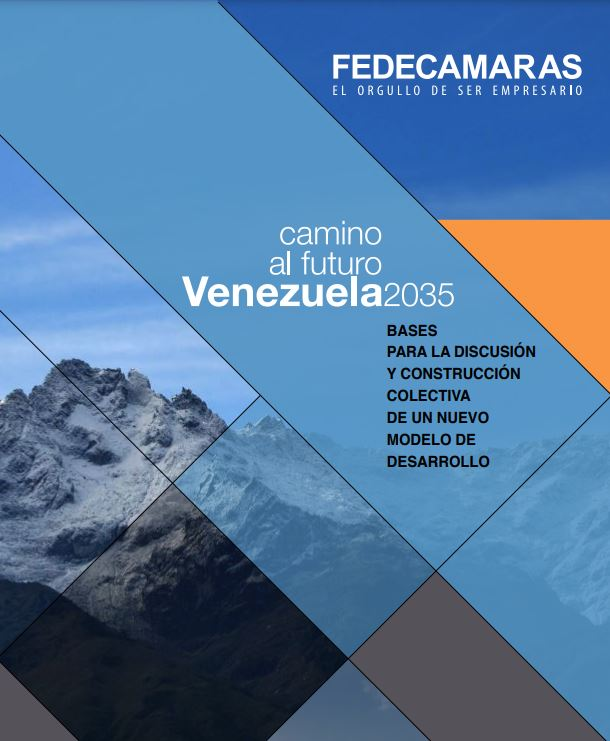 FEDECAMARAS
EL ORGULLO DE SER EMPRESARIO
camino
al futuro
Venezuela2035
BASES
PARA LA DISCUSIÓN
Y CONSTRUCCIÓN
COLECTIVA
DE UN NUEVO
MODELO DE
DESARROLLO